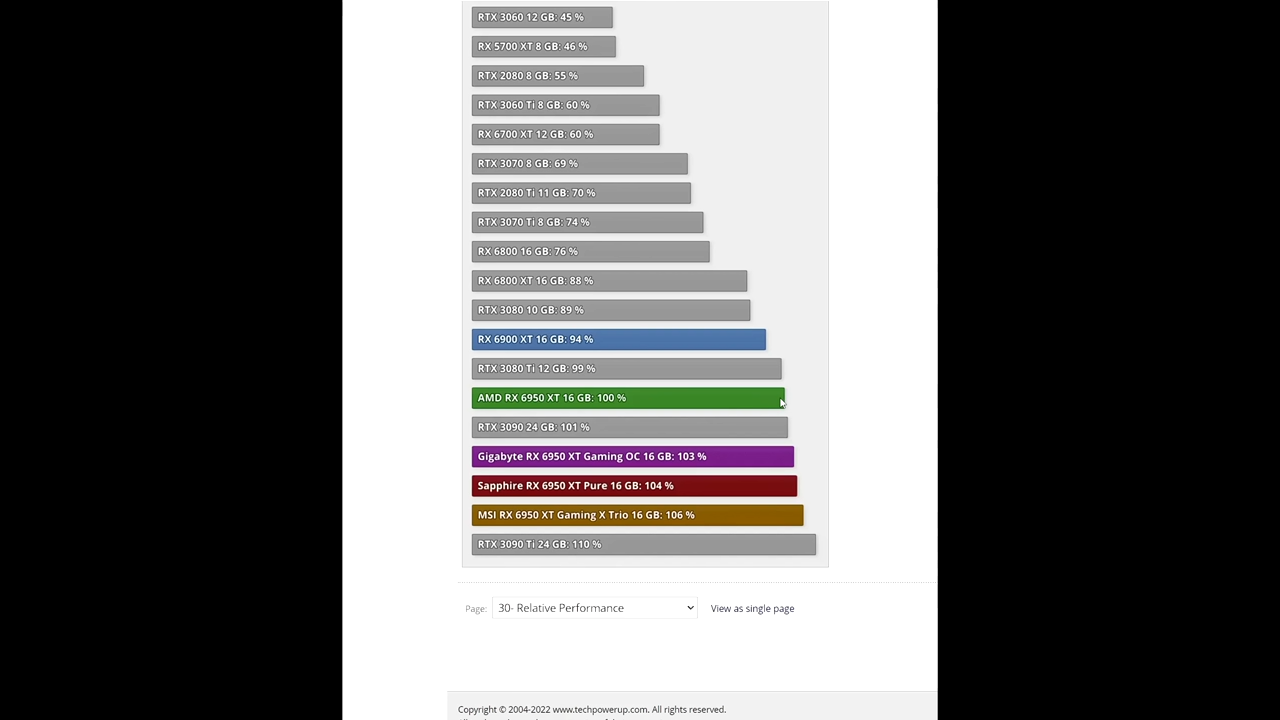 RTX 3060 12 GB: 45 %
RX 5700 XT 8 GB: 46 %
RTX 2080 8 GB: 55 %
RTX 3060 Ti 8 GB: 60 %
RX 6700 XT 12 GB: 60 %
RTX 3070 8 GB: 69 %
RTX 2080 Ti 11 GB: 70 %
RTX 3070 Ti 8 GB: 74 %
RX 6800 16 GB: 76 %
RX 6800 XT 16 GB: 88 %
RTX 3080 10 GB: 89 %
RX 6900 XT 16 GB: 94 %
RTX 3080 Ti 12 GB: 99 %
AMD RX 6950 XT 16 GB: 100 %
RTX 3090 24 GB: 101 %
Gigabyte RX 6950 XT Gaming OC 16 GB: 103 %
Sapphire RX 6950 XT Pure 16 GB: 104 %
MSI RX 6950 XT Gaming X Trio 16 GB: 106 %
RTX 3090 Ti 24 GB: 110 %
Page: 30- Relative Performance View as single page
Copyright © 2004-2022 www.techpowerup.com. All rights reserved.